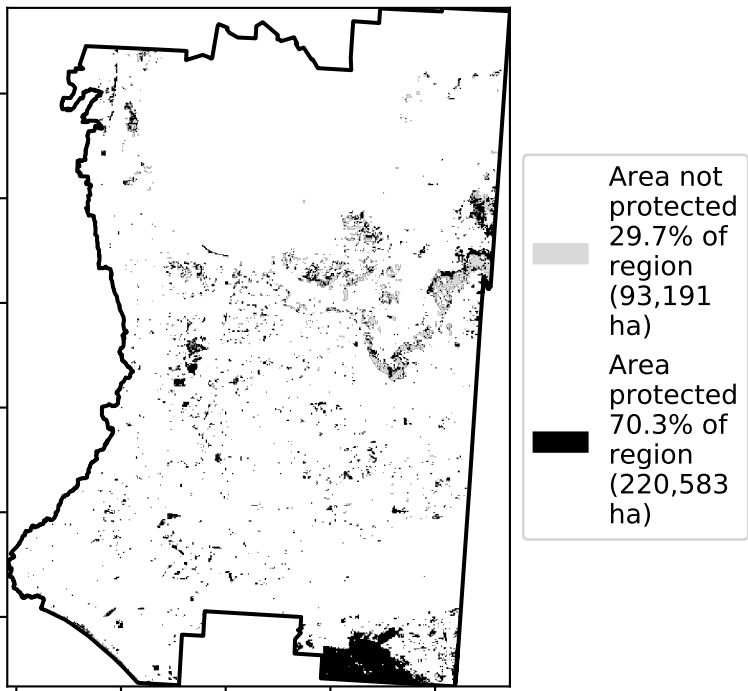 Area not
protected
29.7% of
region
(93,191
ha)
Area
protected
70.3% of
region
(220,583
ha)